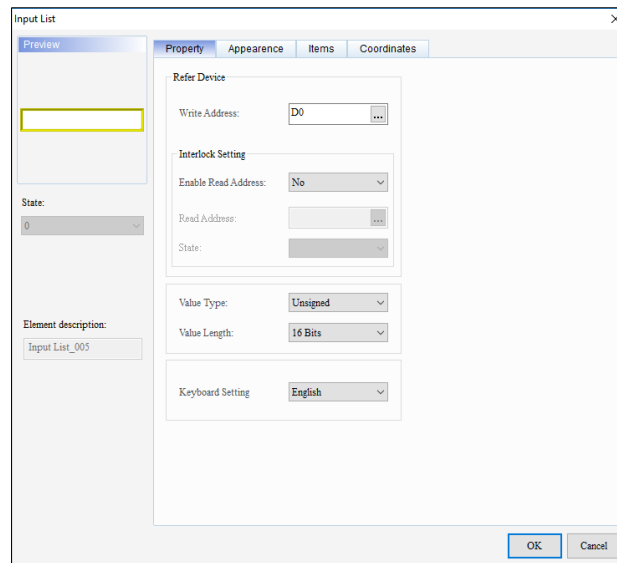 Input List
Preview
State:
0
Element description:
Input List_005
Property Appearence Items Coordinates
Refer Device
Write Address: D0 ...
Interlock Setting
Enable Read Address: No
Read Address: ...
State:
Value Type: Unsigned
Value Length: 16 Bits
Keyboard Setting English
OK Cancel